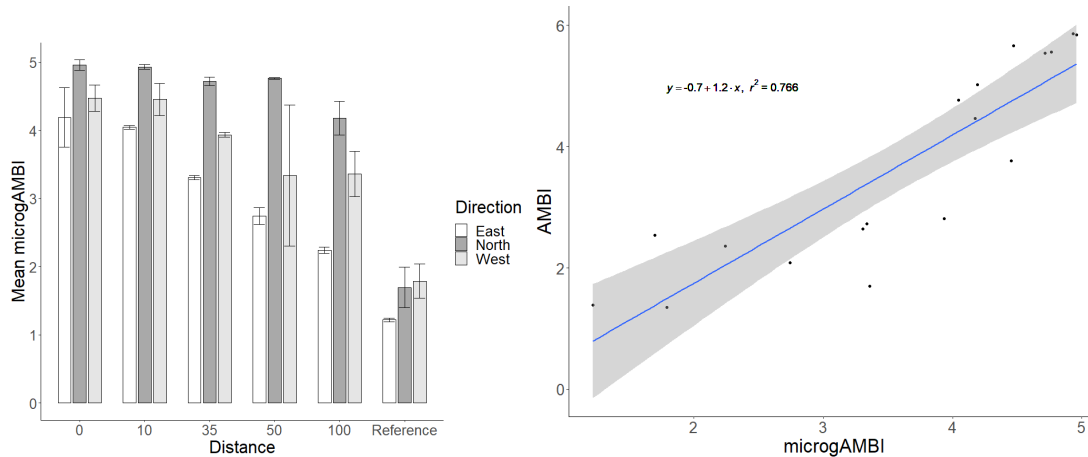 Mean microgAMBI
5
4
3
2
1
0
0 10 35 50 100 Reference
Distance
Direction
East
North
West
AMBI
6
4
2
0
y = -0.7 + 1.2 · x, r² = 0.766
2 3 4 5
microgAMBI